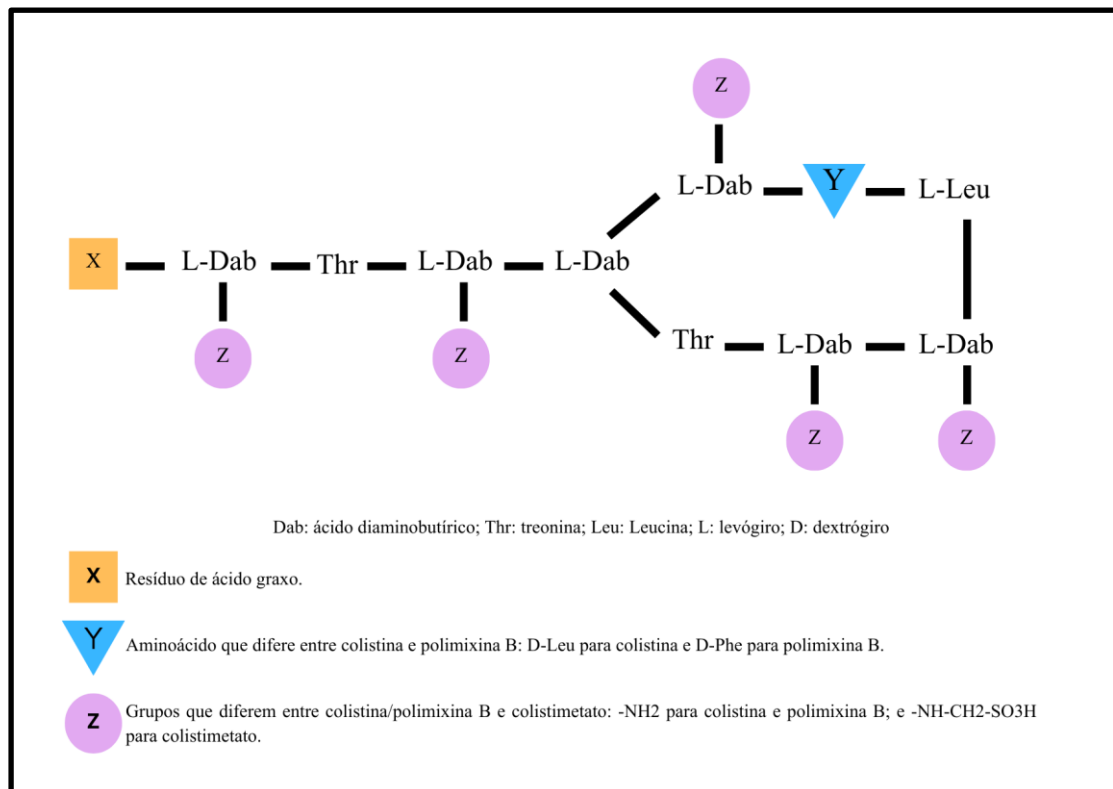 Z
L-Dab Y L-Leu
X L-Dab Thr L-Dab L-Dab
Z Z Thr L-Dab L-Dab
Z Z
Dab: ácido diaminobutírico; Thr: treonina; Leu: Leucina; L: levógiro; D: dextrógiro
X Resíduo de ácido graxo.
Y Aminoácido que difere entre colistina e polimixina B: D-Leu para colistina e D-Phe para polimixina B.
Z Grupos que diferem entre colistina/polimixina B e colistimetato: -NH2 para colistina e polimixina B; e -NH-CH2-SO3H
para colistimetato.